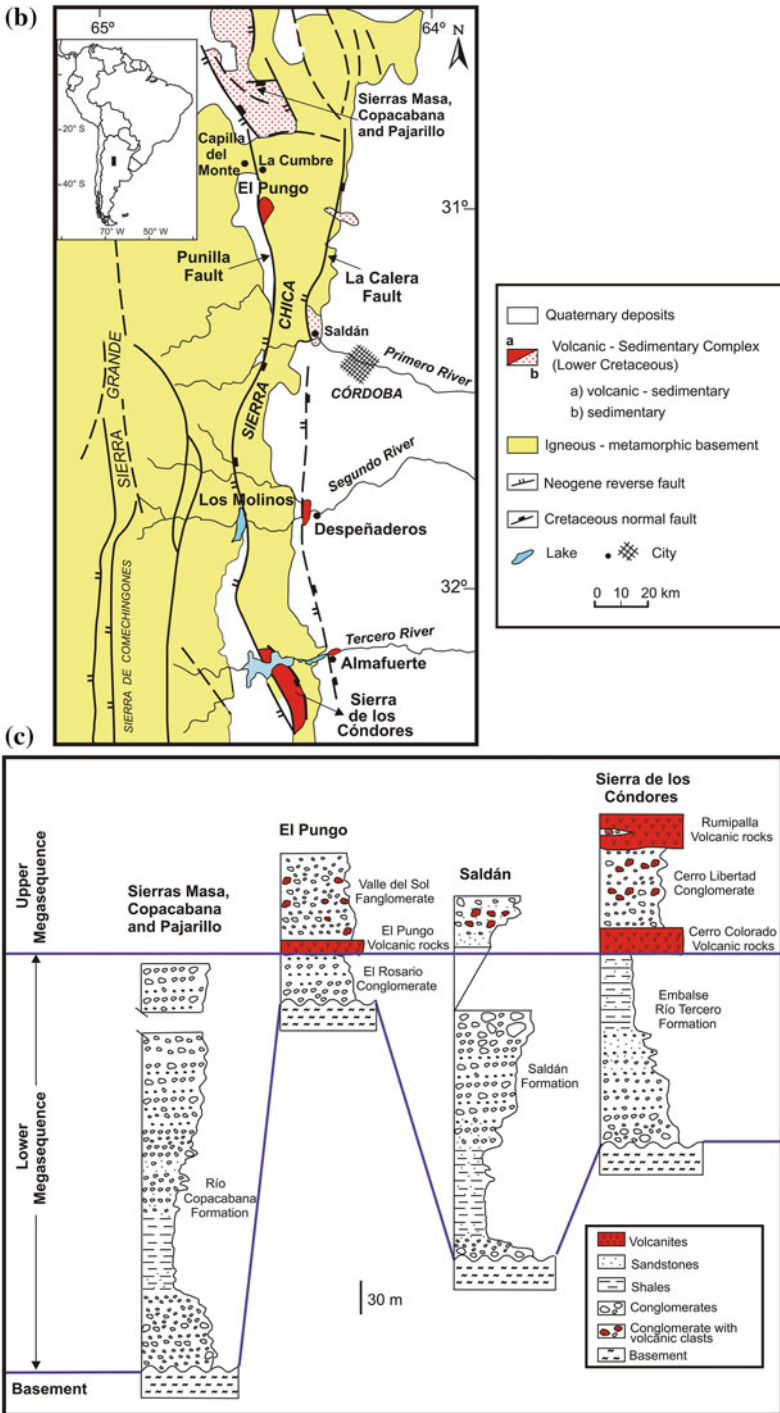 (b)
65º
64º
N
-20° S
-40° S
70° W
50° W
Sierras Masa,
Copacabana
and Pajarillo
Capilla
del
Monte
La Cumbre
El Pungo
31º
Punilla
Fault
La Calera
Fault
CHICA
SIERRA
Saldán
Primero River
CÓRDOBA
GRANDE
SIERRA
Segundo River
Los Molinos
Despeñaderos
32º
SIERRA DE COMECHINGONES
Tercero River
Almafuerte
Sierra
de los
Cóndores
Quaternary deposits
a
b
Volcanic - Sedimentary Complex
(Lower Cretaceous)
a) volcanic - sedimentary
b) sedimentary
Igneous - metamorphic basement
Neogene reverse fault
Cretaceous normal fault
Lake
City
0 10 20 km
(c)
Upper
Megasequence
Lower
Megasequence
Basement
Sierras Masa,
Copacabana
and Pajarillo
Río
Copacabana
Formation
El Pungo
Valle del Sol
Fanglomerate
El Pungo
Volcanic rocks
El Rosario
Conglomerate
Saldán
Saldán
Formation
Sierra de los
Cóndores
Rumipalla
Volcanic rocks
Cerro Libertad
Conglomerate
Cerro Colorado
Volcanic rocks
Embalse
Río Tercero
Formation
30 m
Volcanites
Sandstones
Shales
Conglomerates
Conglomerate with
volcanic clasts
Basement